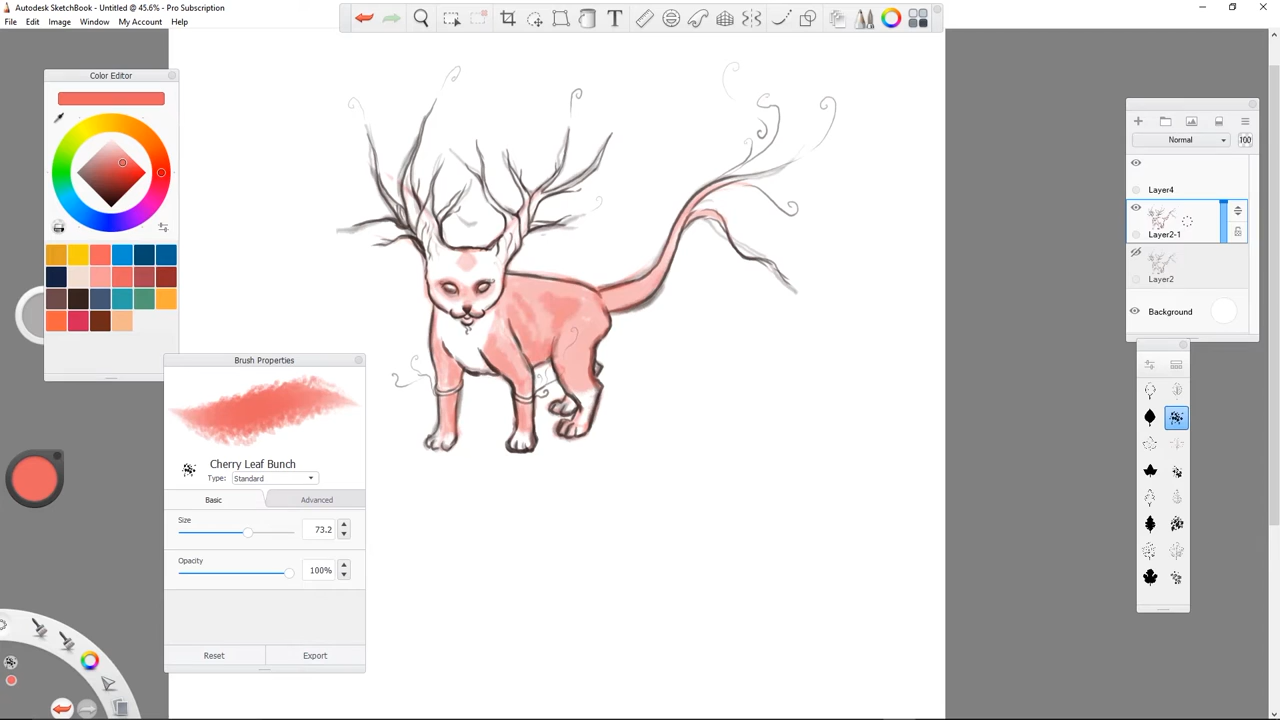 Autodesk SketchBook - Untitled @ 45.6% - Pro Subscription
File Edit Image Window My Account Help
Color Editor
Normal
100
Layer4
Layer2-1
Layer2
Background
Brush Properties
Cherry Leaf Bunch
Type: Standard
Basic Advanced
Size
73.2
Opacity
100%
Reset Export